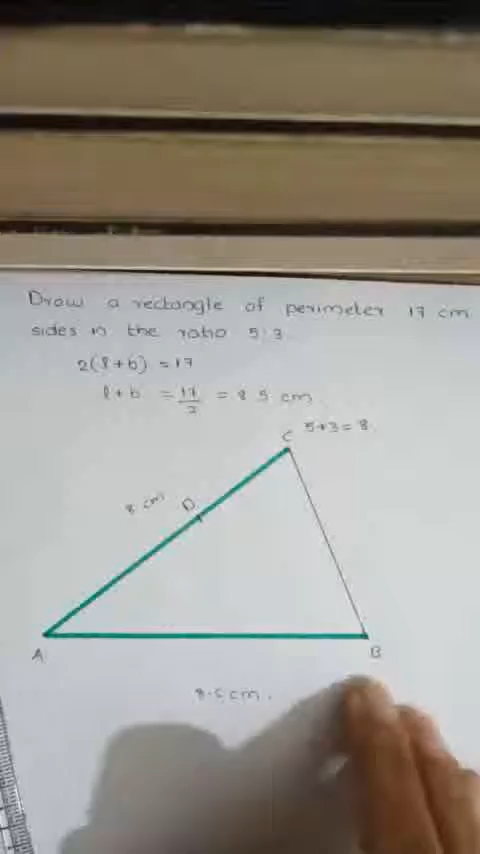 Draw a rectangle of perimeter 17 cm
sides in the ratio 5:3.
2(l+b) = 17
l+b = 17/2 = 8.5 cm
C 5+3=8.
8 cm D
A B
8.5 cm.